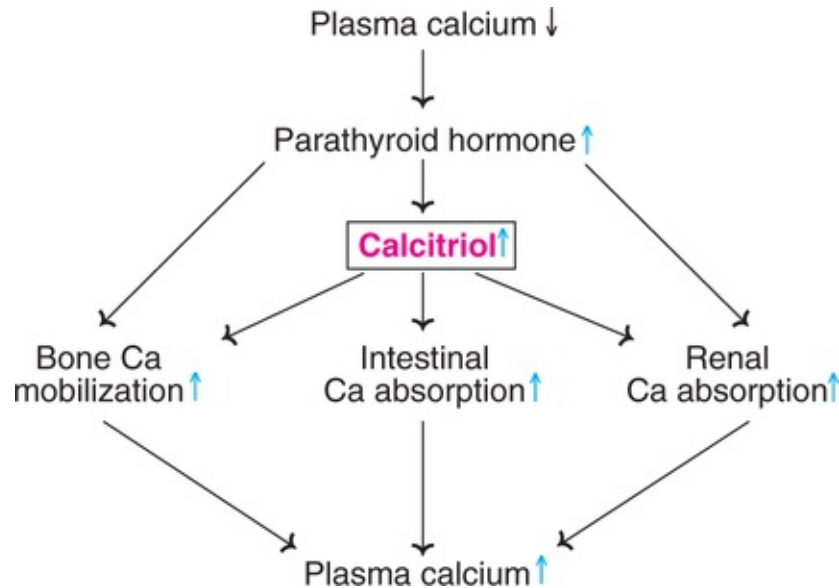 Plasma calcium↓
Parathyroid hormone↑
Calcitriol↑
Bone Ca
mobilization↑
Intestinal
Ca absorption↑
Renal
Ca absorption↑
Plasma calcium↑